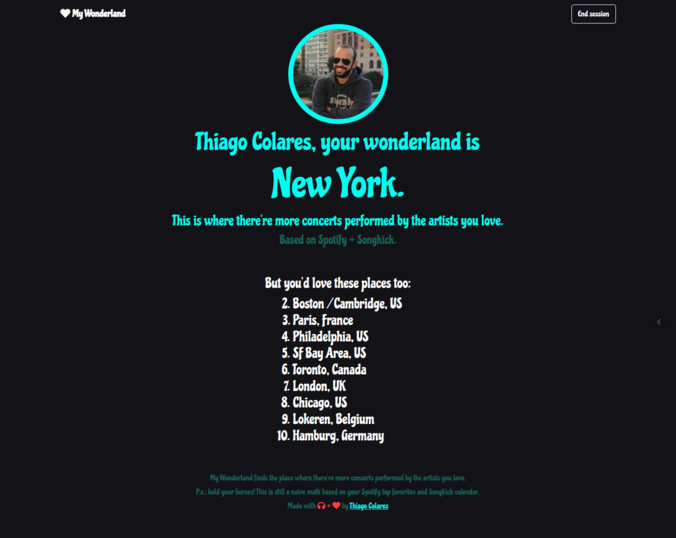 My Wonderland
End session
Thiago Colares, your wonderland is
New York.
This is where there're more concerts performed by the artists you love.
Based on Spotify + Songkick.
But you'd love these places too:
2. Boston / Cambridge, US
3. Paris, France
4. Philadelphia, US
5. SF Bay Area, US
6. Toronto, Canada
7. London, UK
8. Chicago, US
9. Lokeren, Belgium
10. Hamburg, Germany
My Wonderland finds the place where there're more concerts performed by the artists you love.
P.s.: hold your horses! This is still a naive math based on your Spotify top favorites and Songkick calendar.
Made with 🎧 + ❤️ by Thiago Colares